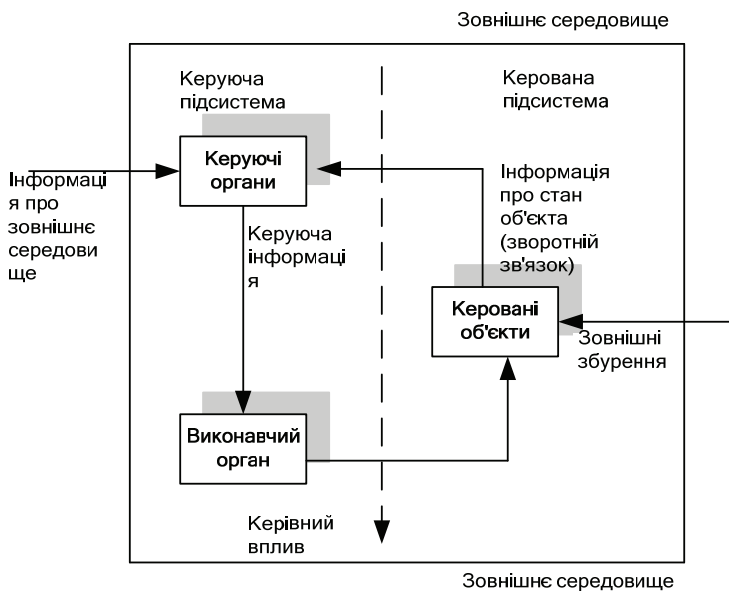 Зовнішнє середовище
Керуюча
підсистема
Керована
підсистема
Керуючі
органи
Інформаці
я про
зовнішнє
середови
ще
Інформація
про стан
об'єкта
(зворотній
зв'язок)
Керуюча
інформаці
я
Керовані
об'єкти
Зовнішні
збурення
Виконавчий
орган
Керівний
вплив
Зовнішнє середовище